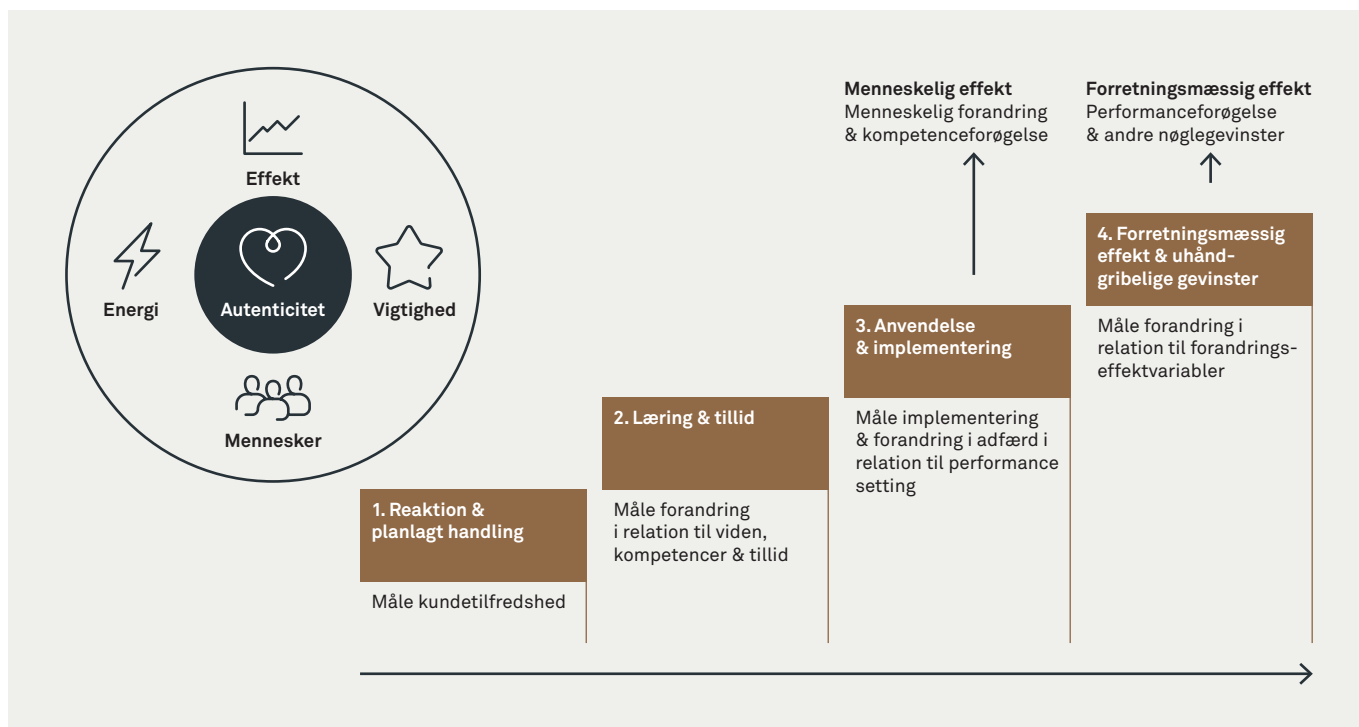 Effekt
Energi
Autenticitet
Vigtighed
Mennesker
1. Reaktion &
planlagt handling
Måle kundetilfredshed
2. Læring & tillid
Måle forandring
i relation til viden,
kompetencer & tillid
Menneskelig effekt
Menneskelig forandring
& kompetenceforøgelse
3. Anvendelse
& implementering
Måle implementering
& forandring i adfærd i
relation til performance
setting
Forretningsmæssig effekt
Performanceforøgelse
& andre nøglegevinster
4. Forretningsmæssig
effekt & uhånd-
gribelige gevinster
Måle forandring i
relation til forandrings-
effektvariabler